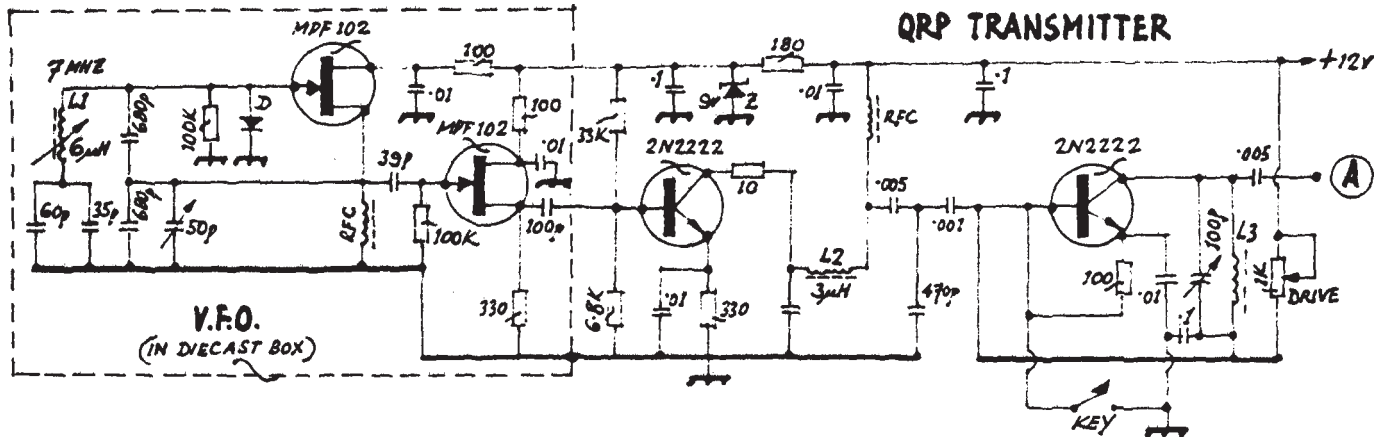 QRP TRANSMITTER
MPF102
7 MHZ
L1
6μH
680p
100K
D
100
.01
100
MPF102
.01
33K
.1
9v
Z
180
.01
RFC
.1
+12v
2N2222
10
2N2222
.005
A
60p
35p
680p
50p
RFC
39p
100K
100p
.005
.001
L2
3μH
100
.01
100p
L3
1K
DRIVE
330
6.8K
.01
330
470p
.1
V.F.O.
(IN DIECAST BOX)
KEY